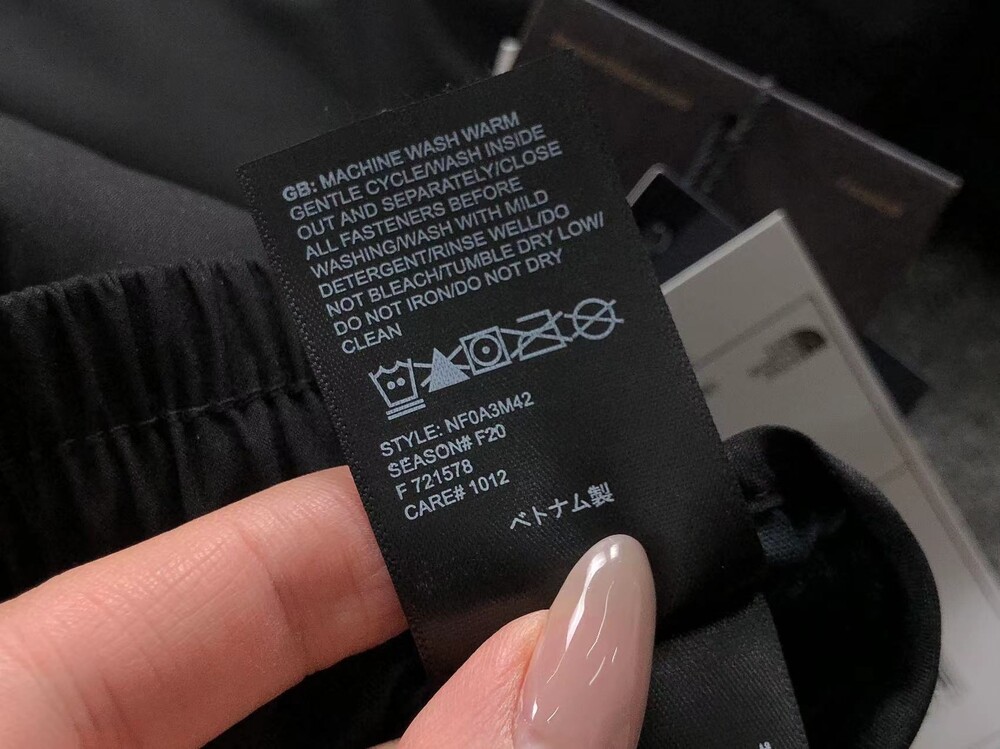 GB: MACHINE WASH WARM
GENTLE CYCLE/WASH INSIDE
OUT AND SEPARATELY/CLOSE
ALL FASTENERS BEFORE
WASHING/WASH WITH MILD
DETERGENT/RINSE WELL/DO
NOT BLEACH/TUMBLE DRY LOW/
DO NOT IRON/DO NOT DRY
CLEAN
STYLE: NF0A3M42
SEASON# F20
F 721578
CARE# 1012
ベトナム製